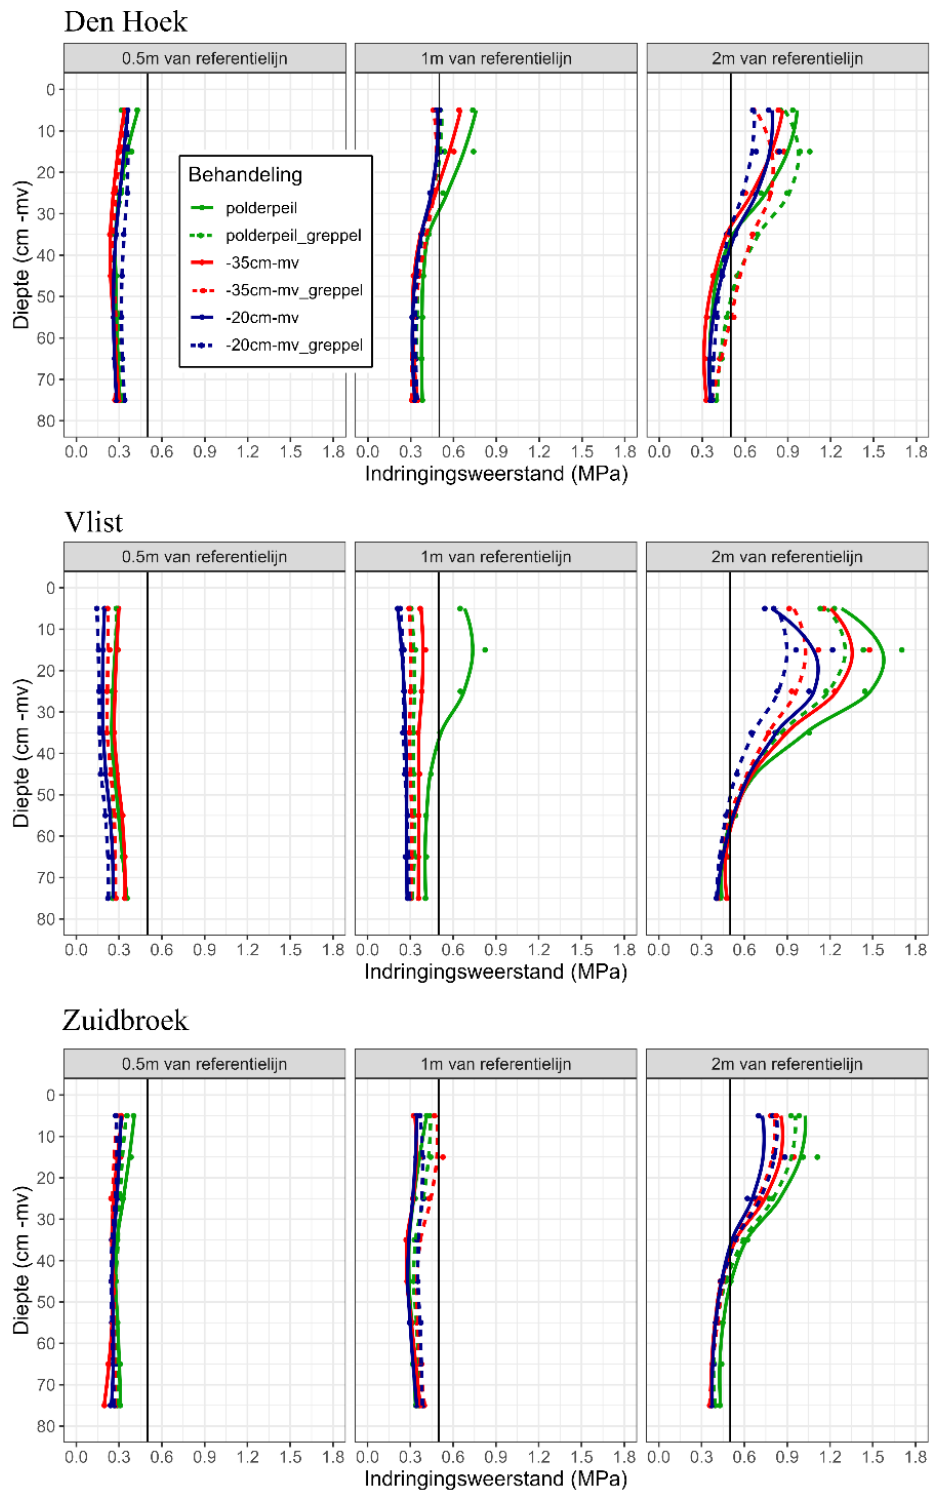 Den Hoek
0.5m van referentielijn 1m van referentielijn 2m van referentielijn
0
10
20
30
40
50
60
70
80
Diepte (cm -mv)
Behandeling
polderpeil
polderpeil_greppel
-35cm-mv
-35cm-mv_greppel
-20cm-mv
-20cm-mv_greppel
0.0 0.3 0.6 0.9 1.2 1.5 1.8 0.0 0.3 0.6 0.9 1.2 1.5 1.8 0.0 0.3 0.6 0.9 1.2 1.5 1.8
Indringingsweerstand (MPa)
Vlist
0.5m van referentielijn 1m van referentielijn 2m van referentielijn
0
10
20
30
40
50
60
70
80
Diepte (cm -mv)
0.0 0.3 0.6 0.9 1.2 1.5 1.8 0.0 0.3 0.6 0.9 1.2 1.5 1.8 0.0 0.3 0.6 0.9 1.2 1.5 1.8
Indringingsweerstand (MPa)
Zuidbroek
0.5m van referentielijn 1m van referentielijn 2m van referentielijn
0
10
20
30
40
50
60
70
80
Diepte (cm -mv)
0.0 0.3 0.6 0.9 1.2 1.5 1.8 0.0 0.3 0.6 0.9 1.2 1.5 1.8 0.0 0.3 0.6 0.9 1.2 1.5 1.8
Indringingsweerstand (MPa)